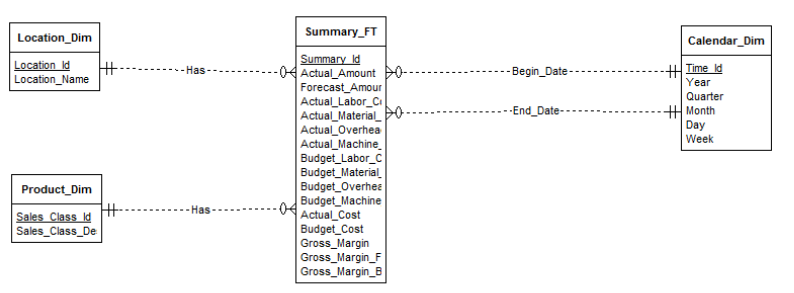 Location_Dim
Location_Id
Location_Name
Has
Summary_FT
Summary_Id
Actual_Amount
Forecast_Amour
Actual_Labor_C
Actual_Material_
Actual_Overhea
Actual_Machine_
Budget_Labor_C
Budget_Material_
Budget_Overhea
Budget_Machine
Actual_Cost
Budget_Cost
Gross_Margin
Gross_Margin_F
Gross_Margin_B
Begin_Date
End_Date
Calendar_Dim
Time_Id
Year
Quarter
Month
Day
Week
Product_Dim
Sales_Class_Id
Sales_Class_De
Has